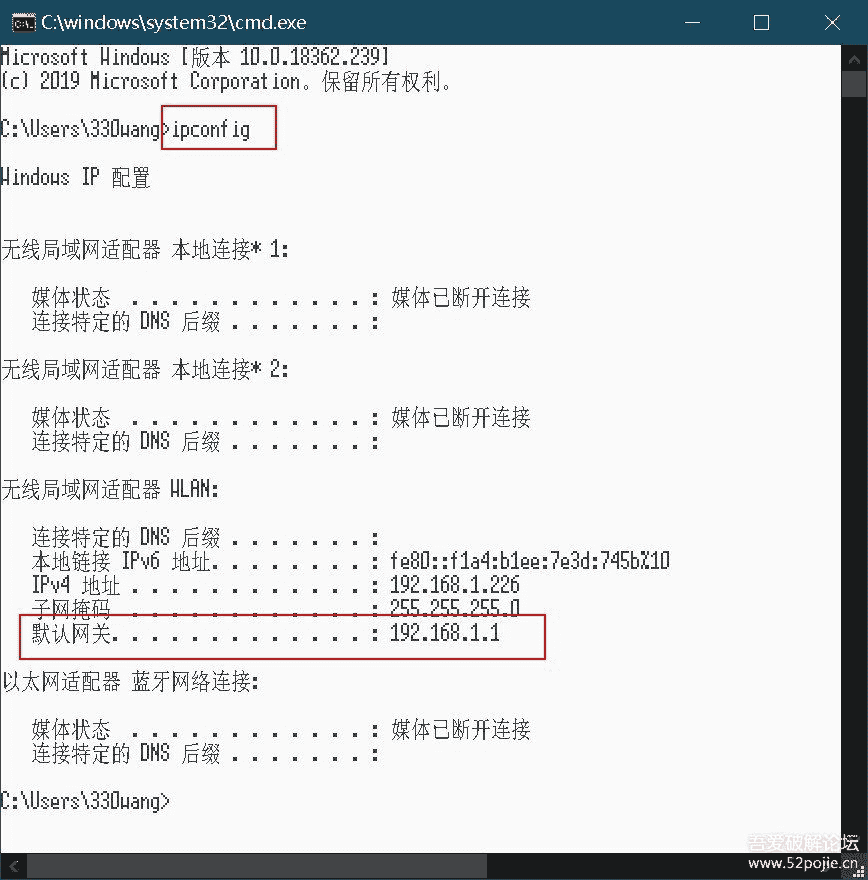 C:\windows\system32\cmd.exe
Microsoft Windows [版本 10.0.18362.239]
(c) 2019 Microsoft Corporation。保留所有权利。
C:\Users\330wang>ipconfig
Windows IP 配置
无线局域网适配器 本地连接* 1:
媒体状态 . . . . . . . . . . . . : 媒体已断开连接
连接特定的 DNS 后缀 . . . . . . . :
无线局域网适配器 本地连接* 2:
媒体状态 . . . . . . . . . . . . : 媒体已断开连接
连接特定的 DNS 后缀 . . . . . . . :
无线局域网适配器 WLAN:
连接特定的 DNS 后缀 . . . . . . . :
本地链接 IPv6 地址. . . . . . . . : fe80::f1a4:b1ee:7e3d:745b%10
IPv4 地址 . . . . . . . . . . . . : 192.168.1.226
子网掩码 . . . . . . . . . . . . : 255.255.255.0
默认网关. . . . . . . . . . . . . : 192.168.1.1
以太网适配器 蓝牙网络连接:
媒体状态 . . . . . . . . . . . . : 媒体已断开连接
连接特定的 DNS 后缀 . . . . . . . :
C:\Users\330wang>
吾爱破解论坛
www.52pojie.cn